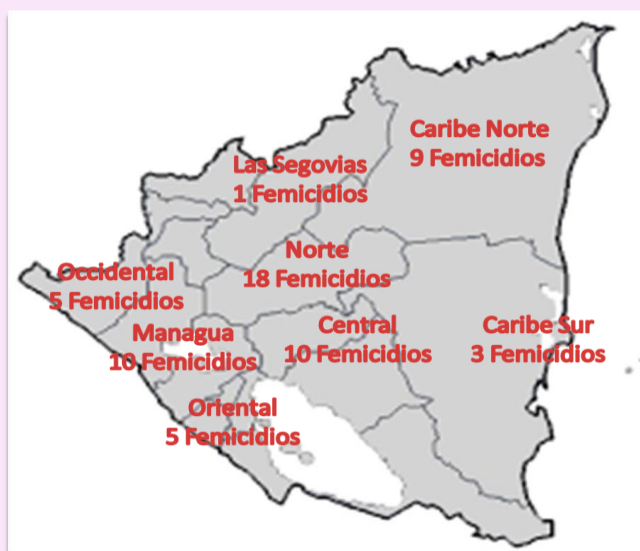 Caribe Norte
9 Femicidios
Las Segovias
1 Femicidios
Norte
18 Femicidios
Occidental
5 Femicidios
Managua
10 Femicidios
Central
10 Femicidios
Caribe Sur
3 Femicidios
Oriental
5 Femicidios